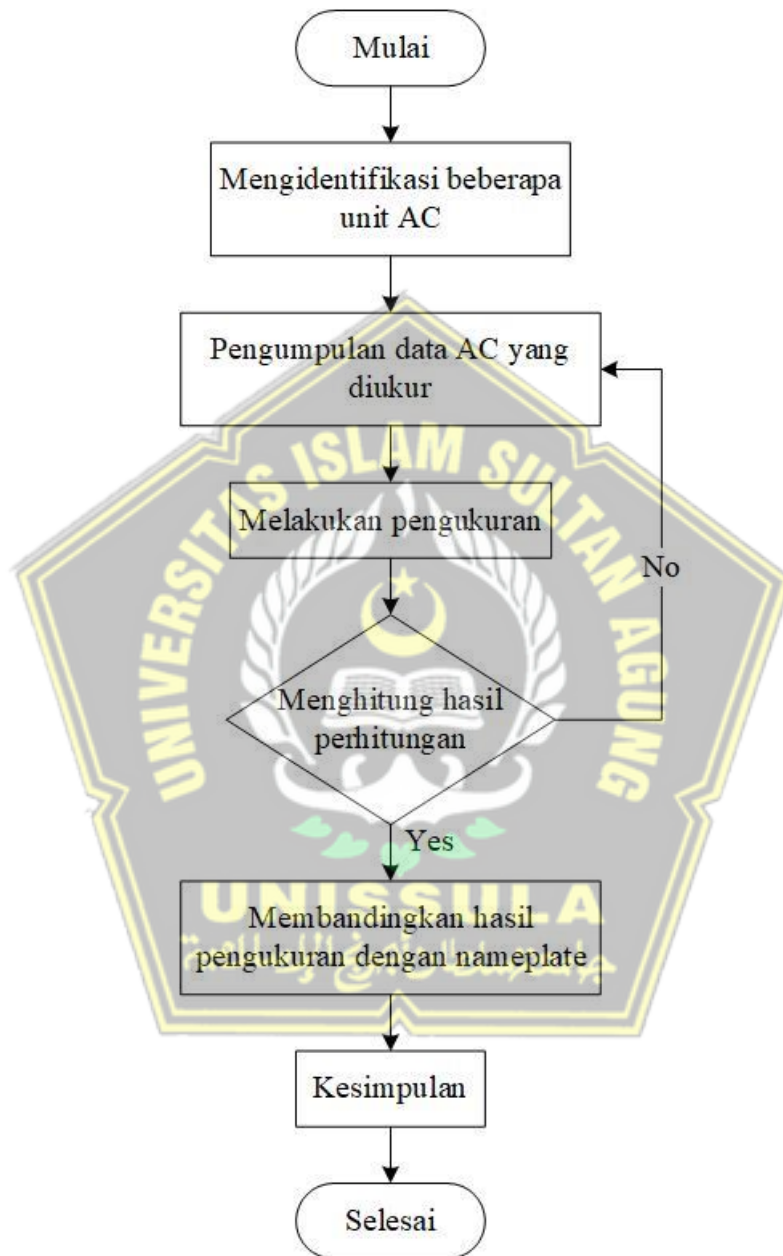 Mulai
Mengidentifikasi beberapa
unit AC
Pengumpulan data AC yang
diukur
Melakukan pengukuran
No
Menghitung hasil
perhitungan
Yes
Membandingkan hasil
pengukuran dengan nameplate
Kesimpulan
Selesai
UNIVERSITAS ISLAM SULTAN AGUNG
UNISSULA